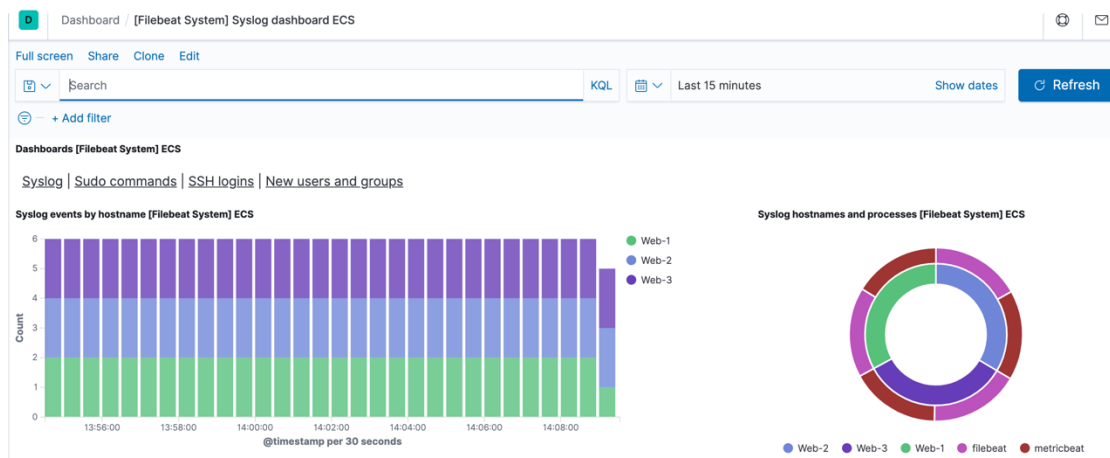 D Dashboard / [Filebeat System] Syslog dashboard ECS
Full screen Share Clone Edit
Search KQL Last 15 minutes Show dates Refresh
+ Add filter
Dashboards [Filebeat System] ECS
Syslog | Sudo commands | SSH logins | New users and groups
Syslog events by hostname [Filebeat System] ECS
6
5
4
3
2
1
0
Count
13:56:00 13:58:00 14:00:00 14:02:00 14:04:00 14:06:00 14:08:00
@timestamp per 30 seconds
Web-1
Web-2
Web-3
Syslog hostnames and processes [Filebeat System] ECS
Web-2 Web-3 Web-1 filebeat metricbeat